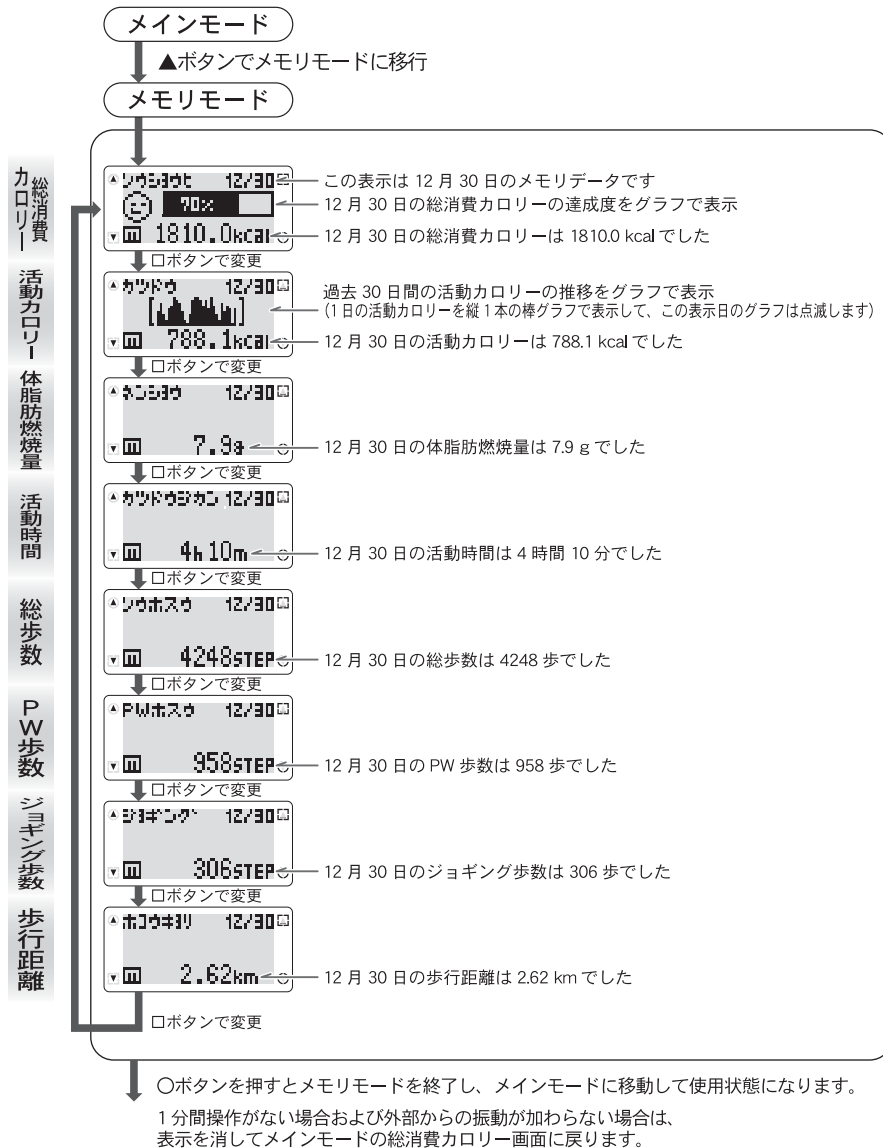 メインモード
▲ボタンでメモリモードに移行
メモリモード
総消費
カロリー
ソウショウヒ 12/30
70%
1810.0kcal
この表示は 12 月 30 日のメモリデータです
12 月 30 日の総消費カロリーの達成度をグラフで表示
12 月 30 日の総消費カロリーは 1810.0 kcal でした
□ボタンで変更
活動カロリー
カツドウ 12/30
788.1kcal
過去 30 日間の活動カロリーの推移をグラフで表示
(1 日の活動カロリーを縦 1 本の棒グラフで表示して、この表示日のグラフは点滅します)
12 月 30 日の活動カロリーは 788.1 kcal でした
□ボタンで変更
体脂肪燃焼量
ネンショウ 12/30
7.9g
12 月 30 日の体脂肪燃焼量は 7.9 g でした
□ボタンで変更
活動時間
カツドウジカン 12/30
4h 10m
12 月 30 日の活動時間は 4 時間 10 分でした
□ボタンで変更
総歩数
ソウホスウ 12/30
4248STEP
12 月 30 日の総歩数は 4248 歩でした
□ボタンで変更
PW歩数
PWホスウ 12/30
958STEP
12 月 30 日の PW 歩数は 958 歩でした
□ボタンで変更
ジョギング歩数
ジョギング 12/30
306STEP
12 月 30 日のジョギング歩数は 306 歩でした
□ボタンで変更
歩行距離
ホコウキョリ 12/30
2.62km
12 月 30 日の歩行距離は 2.62 km でした
□ボタンで変更
○ボタンを押すとメモリモードを終了し、メインモードに移動して使用状態になります。
1 分間操作がない場合および外部からの振動が加わらない場合は、
表示を消してメインモードの総消費カロリー画面に戻ります。